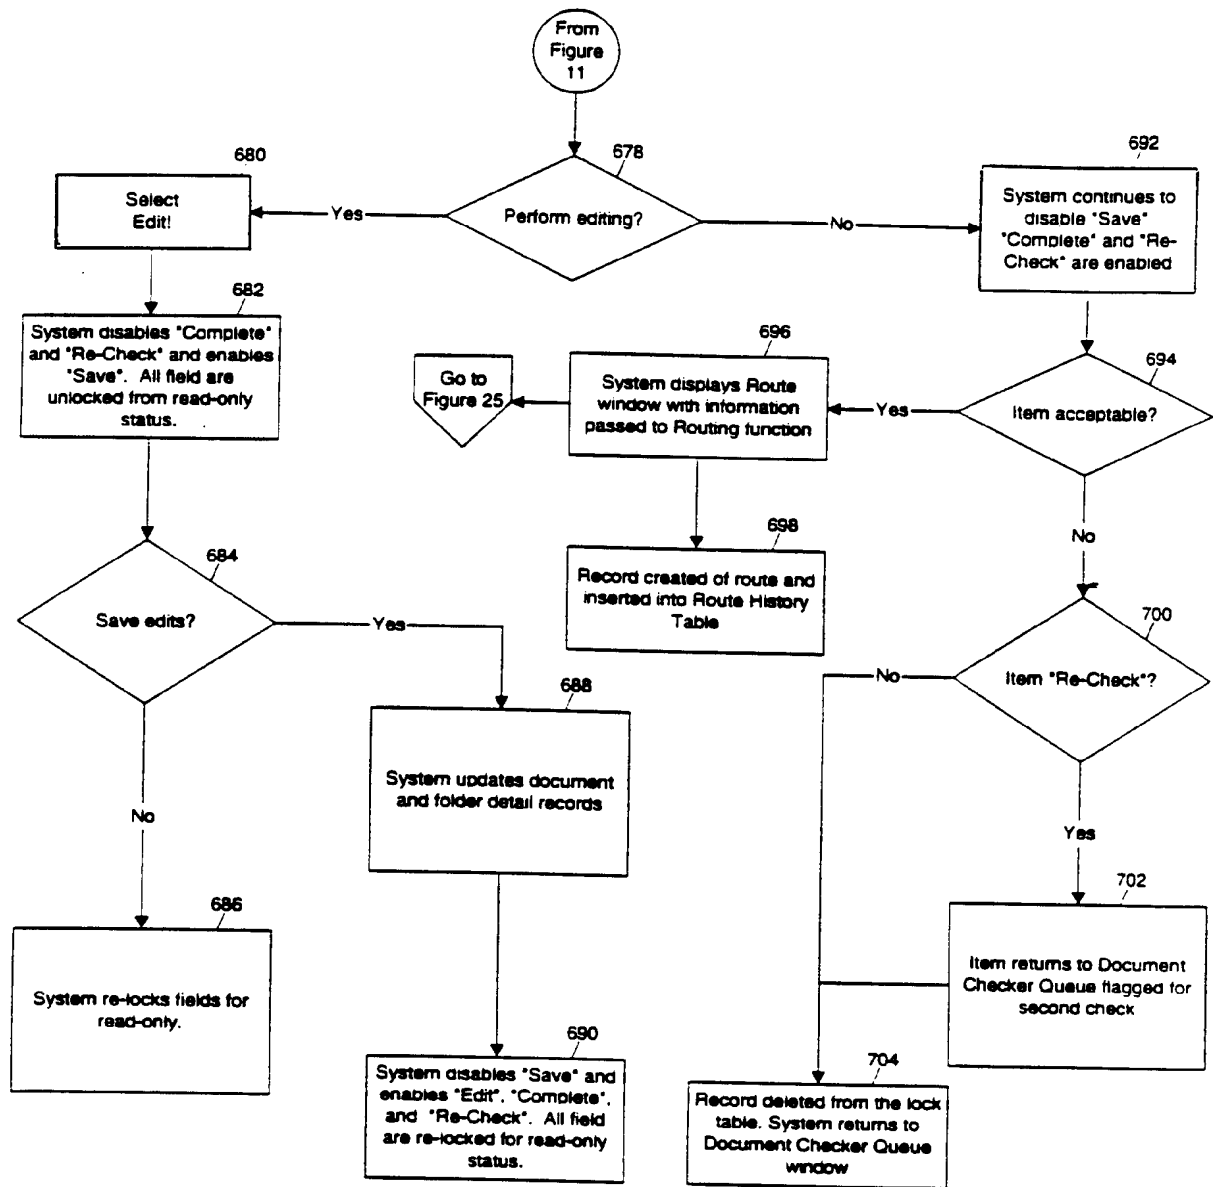 From
Figure
11
678
Perform editing?
Yes
No
680
Select
Edit!
692
System continues to
disable "Save"
"Complete" and "Re-
Check" are enabled
682
System disables "Complete"
and "Re-Check" and enables
"Save". All field are
unlocked from read-only
status.
696
System displays Route
window with information
passed to Routing function
Go to
Figure 25
Yes
694
Item acceptable?
No
698
Record created of route and
inserted into Route History
Table
684
Save edits?
Yes
No
700
Item "Re-Check"?
No
Yes
688
System updates document
and folder detail records
686
System re-locks fields for
read-only.
702
Item returns to Document
Checker Queue flagged for
second check
690
System disables "Save" and
enables "Edit", "Complete",
and "Re-Check". All field
are re-locked for read-only
status.
704
Record deleted from the lock
table. System returns to
Document Checker Queue
window